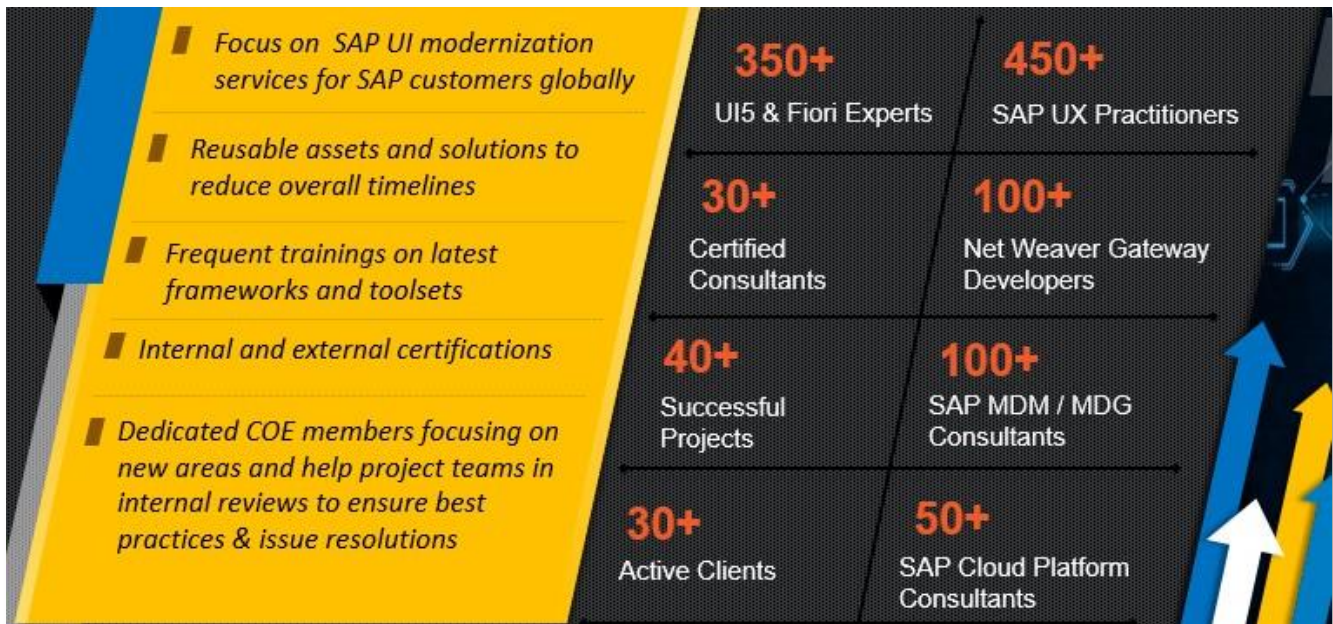 Focus on SAP UI modernization
services for SAP customers globally
Reusable assets and solutions to
reduce overall timelines
Frequent trainings on latest
frameworks and toolsets
Internal and external certifications
Dedicated COE members focusing on
new areas and help project teams in
internal reviews to ensure best
practices & issue resolutions
350+
UI5 & Fiori Experts
450+
SAP UX Practitioners
30+
Certified
Consultants
100+
Net Weaver Gateway
Developers
40+
Successful
Projects
100+
SAP MDM / MDG
Consultants
30+
Active Clients
50+
SAP Cloud Platform
Consultants